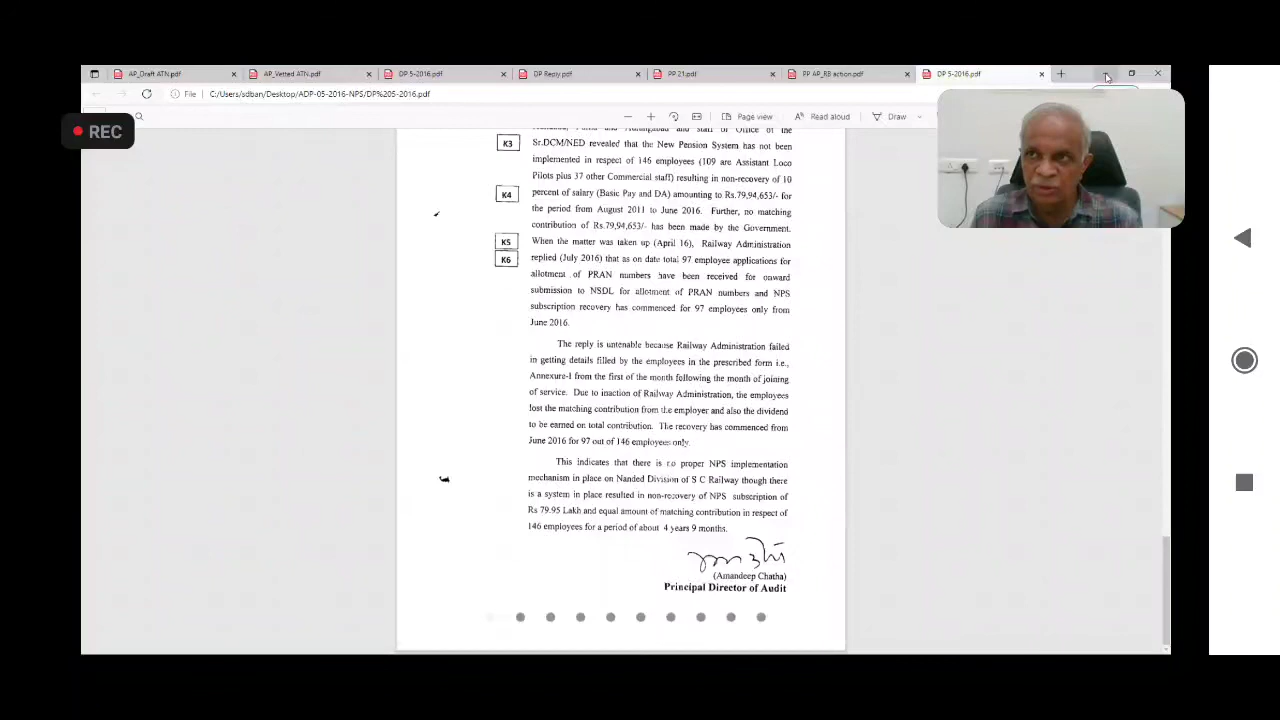 AP_Draft ATN.pdf
AP_Vetted ATN.pdf
DP 5-2016.pdf
DP Reply.pdf
PP 21.pdf
PP AP_RB action.pdf
DP 5-2016.pdf
File
C:/Users/sdban/Desktop/ADP-05-2016-NPS/DP%205-2016.pdf
Page view
Read aloud
Draw
REC
and staff of Office of the
K3
Sr.DCM/NED revealed that the New Pension System has not been
implemented in respect of 146 employees (109 are Assistant Loco
Pilots plus 37 other Commercial staff) resulting in non-recovery of 10
K4
percent of salary (Basic Pay and DA) amounting to Rs.79,94,653/- for
the period from August 2011 to June 2016. Further, no matching
contribution of Rs.79,94,653/- has been made by the Government.
K5
When the matter was taken up (April 16), Railway Administration
K6
replied (July 2016) that as on date total 97 employee applications for
allotment of PRAN numbers have been received for onward
submission to NSDL for allotment of PRAN numbers and NPS
subscription recovery has commenced for 97 employees only from
June 2016.
The reply is untenable because Railway Administration failed
in getting details filled by the employees in the prescribed form i.e.,
Annexure-I from the first of the month following the month of joining
of service. Due to inaction of Railway Administration, the employees
lost the matching contribution from the employer and also the dividend
to be earned on total contribution. The recovery has commenced from
June 2016 for 97 out of 146 employees only.
This indicates that there is no proper NPS implementation
mechanism in place on Nanded Division of S C Railway though there
is a system in place resulted in non-recovery of NPS subscription of
Rs 79.95 Lakh and equal amount of matching contribution in respect of
146 employees for a period of about 4 years 9 months.
(Amandeep Chatha)
Principal Director of Audit